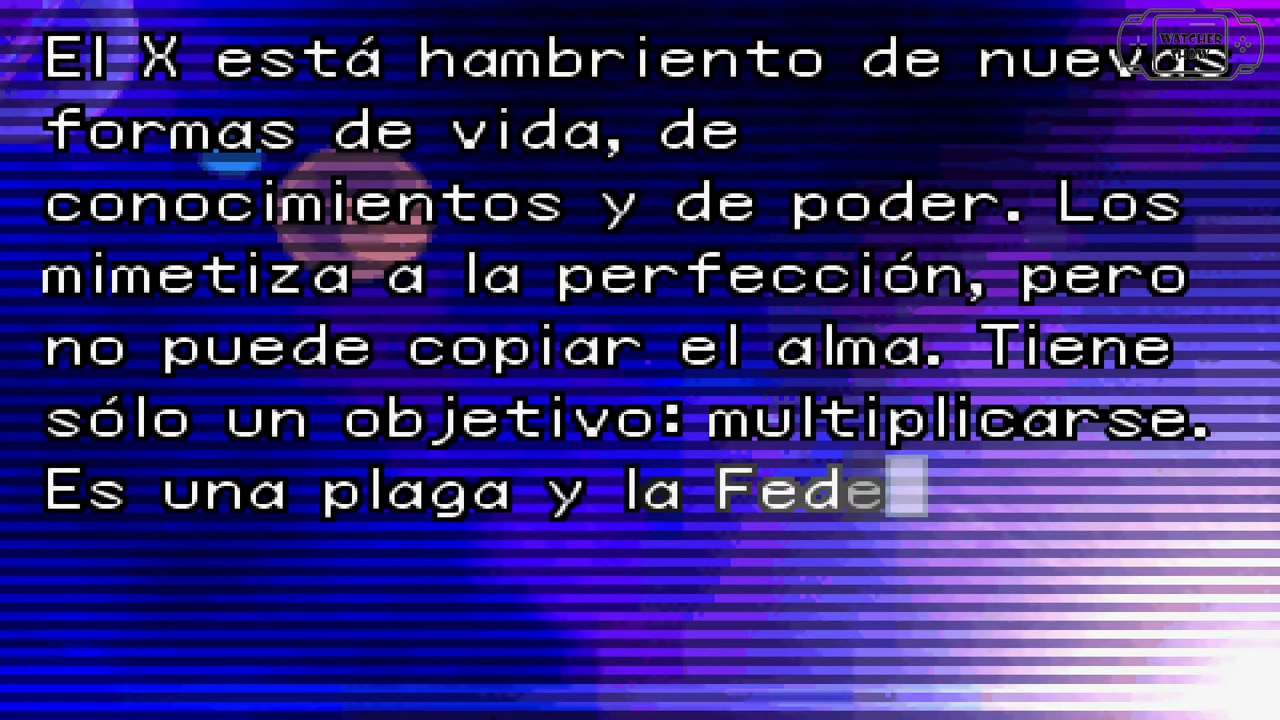 El X está hambriento de nuevas
formas de vida, de
conocimientos y de poder. Los
mimetiza a la perfección, pero
no puede copiar el alma. Tiene
sólo un objetivo: multiplicarse.
Es una plaga y la Fede
WATCHER